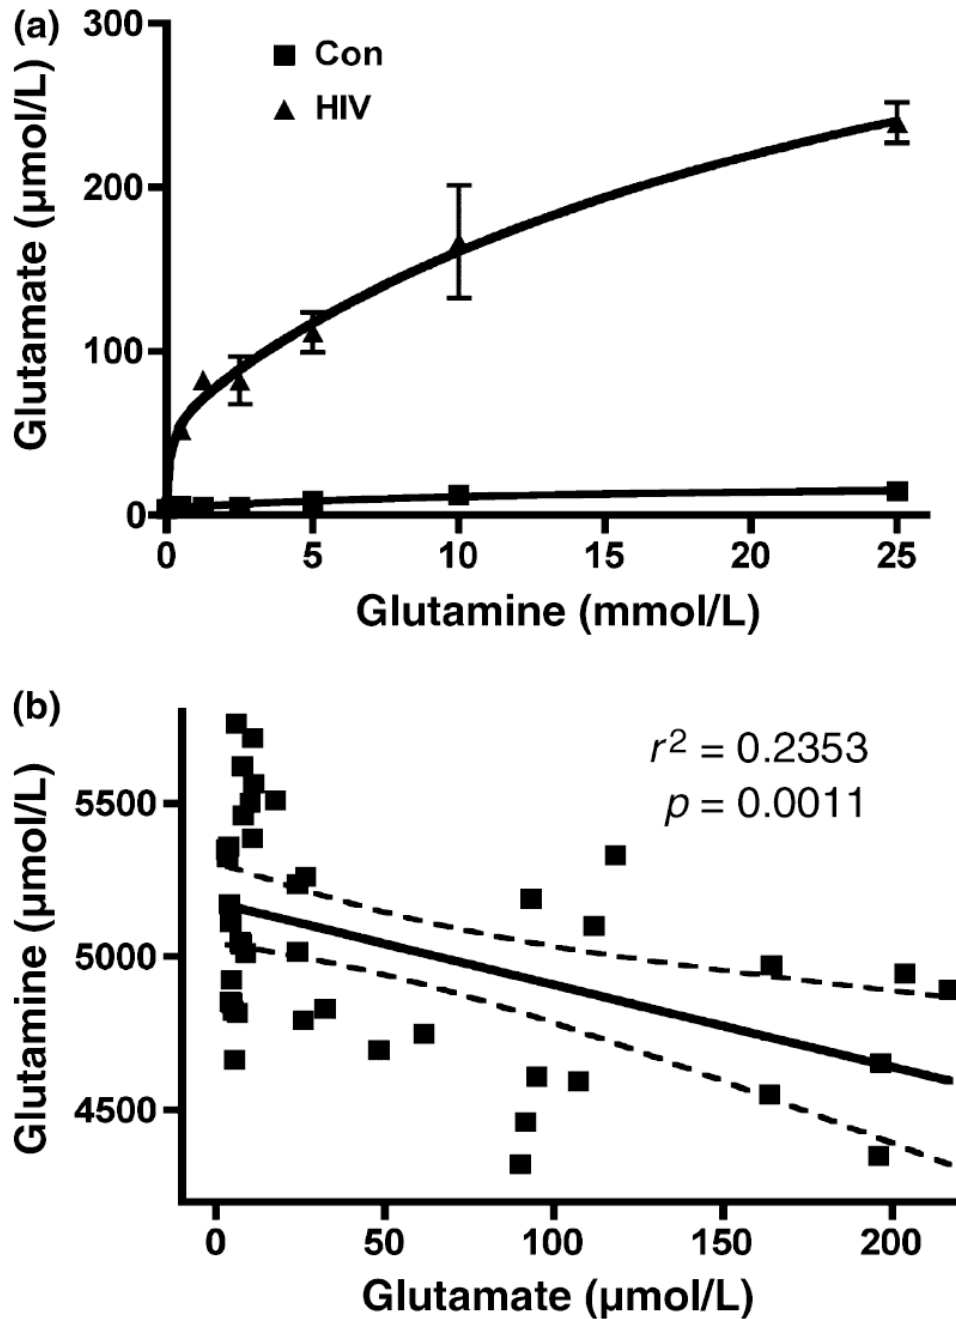 (a)
300
200
100
0
Glutamate (µmol/L)
Con
HIV
0 5 10 15 20 25
Glutamine (mmol/L)
(b)
r² = 0.2353
p = 0.0011
5500
5000
4500
Glutamine (µmol/L)
0 50 100 150 200
Glutamate (µmol/L)